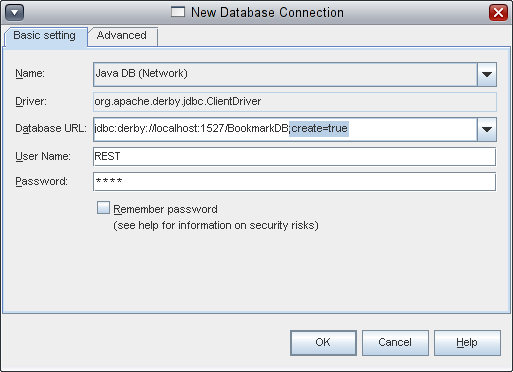 New Database Connection
Basic setting Advanced
Name: Java DB (Network)
Driver: org.apache.derby.jdbc.ClientDriver
Database URL: jdbc:derby://localhost:1527/BookmarkDB;create=true
User Name: REST
Password: ****
Remember password
(see help for information on security risks)
OK Cancel Help